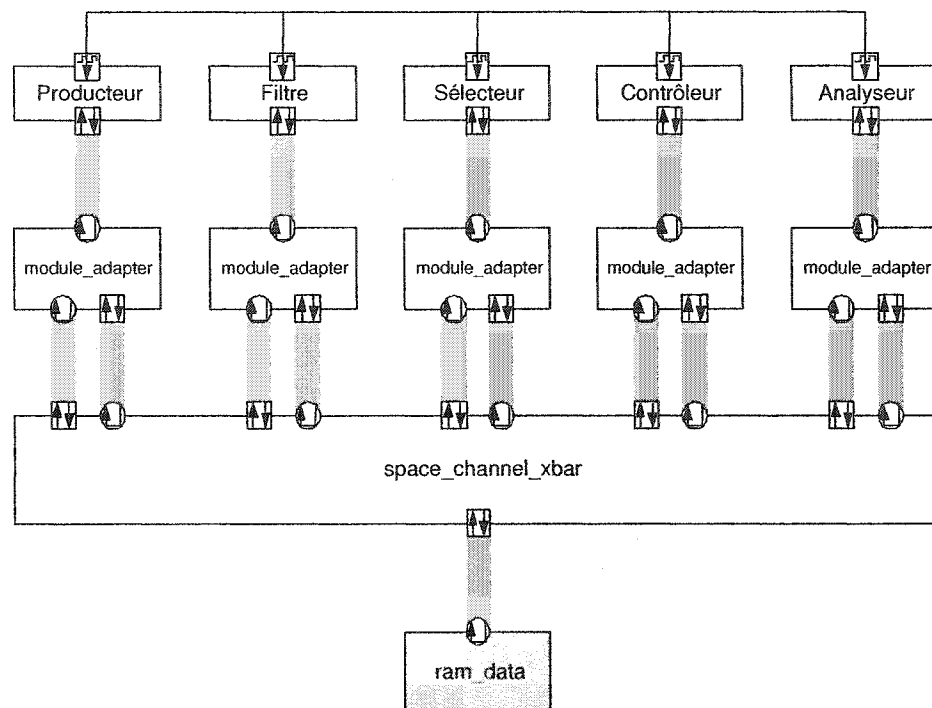 Producteur Filtre Sélecteur Contrôleur Analyseur
module_adapter module_adapter module_adapter module_adapter module_adapter
space_channel_xbar
ram_data